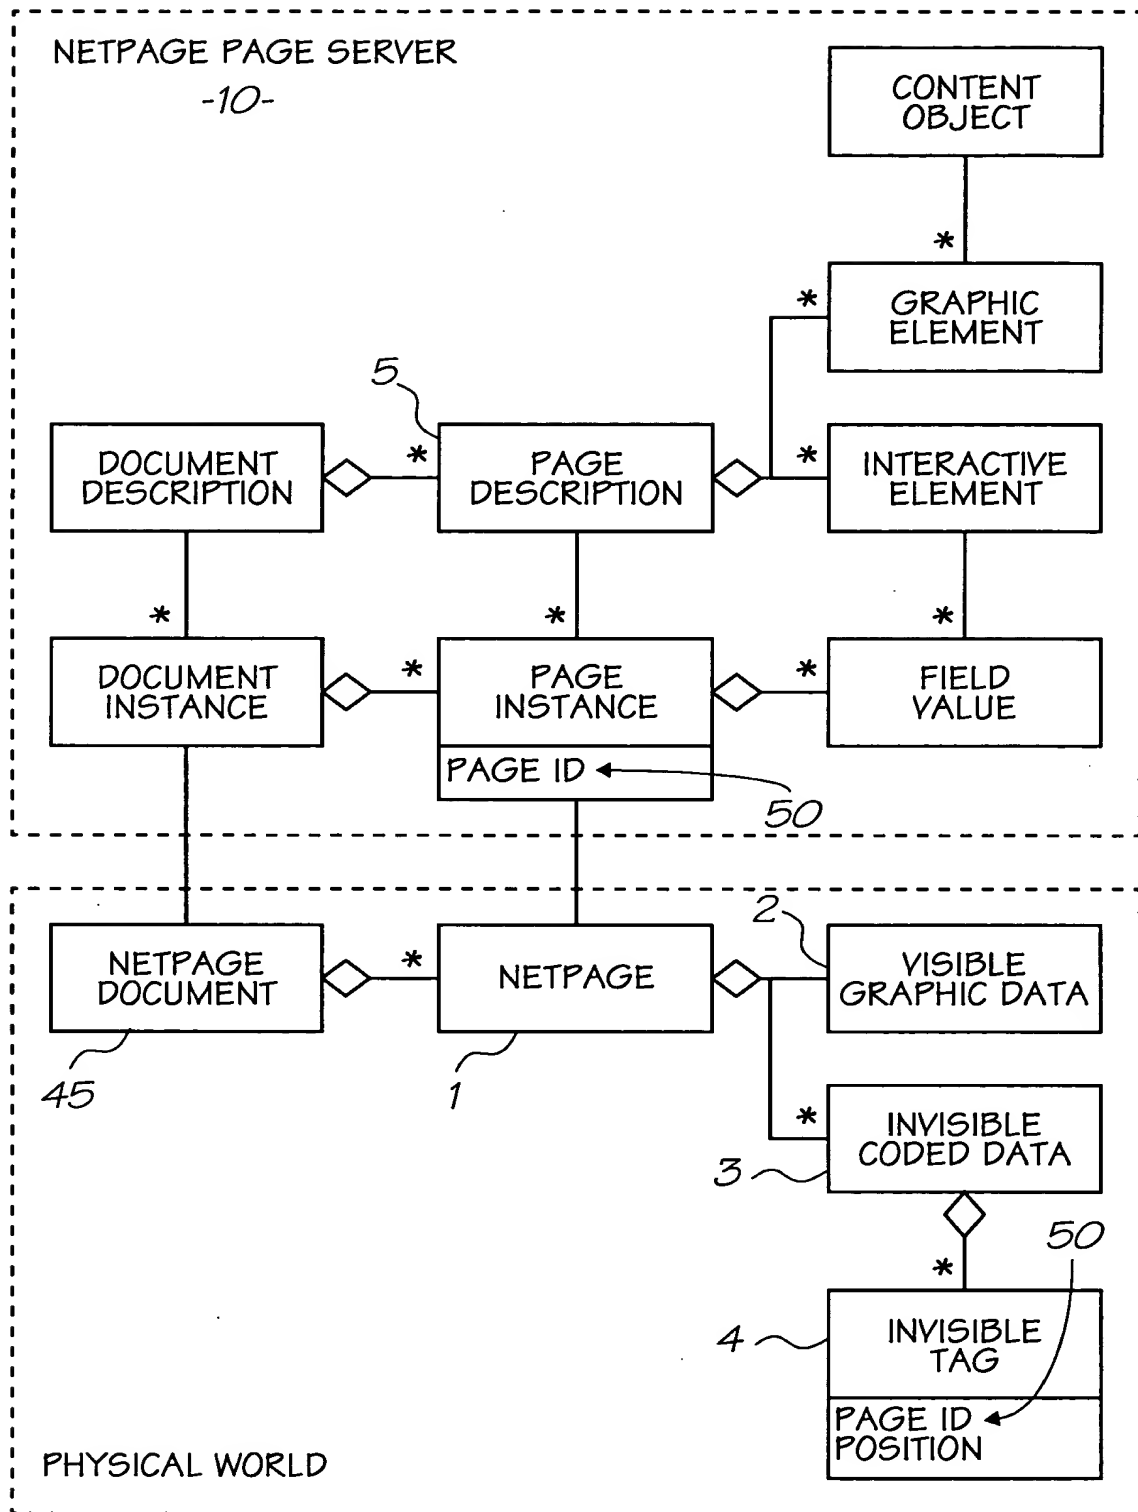 NETPAGE PAGE SERVER
-10-
CONTENT
OBJECT
*
*
GRAPHIC
ELEMENT
5
DOCUMENT
DESCRIPTION
*
PAGE
DESCRIPTION
*
INTERACTIVE
ELEMENT
*
*
*
DOCUMENT
INSTANCE
*
PAGE
INSTANCE
*
FIELD
VALUE
PAGE ID
50
2
NETPAGE
DOCUMENT
*
NETPAGE
VISIBLE
GRAPHIC DATA
45
1
*
INVISIBLE
CODED DATA
3
50
*
4
INVISIBLE
TAG
PAGE ID
POSITION
PHYSICAL WORLD